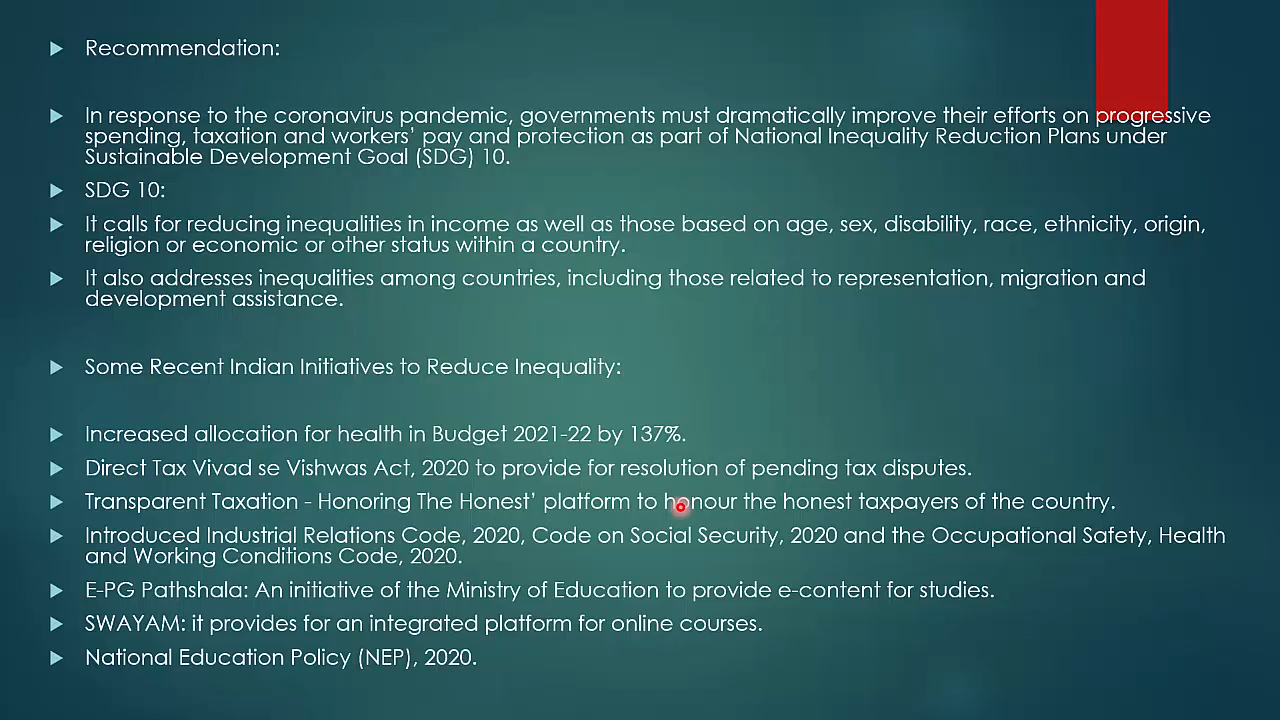 Recommendation:
In response to the coronavirus pandemic, governments must dramatically improve their efforts on progressive
spending, taxation and workers' pay and protection as part of National Inequality Reduction Plans under
Sustainable Development Goal (SDG) 10.
SDG 10:
It calls for reducing inequalities in income as well as those based on age, sex, disability, race, ethnicity, origin,
religion or economic or other status within a country.
It also addresses inequalities among countries, including those related to representation, migration and
development assistance.
Some Recent Indian Initiatives to Reduce Inequality:
Increased allocation for health in Budget 2021-22 by 137%.
Direct Tax Vivad se Vishwas Act, 2020 to provide for resolution of pending tax disputes.
Transparent Taxation - Honoring The Honest' platform to honour the honest taxpayers of the country.
Introduced Industrial Relations Code, 2020, Code on Social Security, 2020 and the Occupational Safety, Health
and Working Conditions Code, 2020.
E-PG Pathshala: An initiative of the Ministry of Education to provide e-content for studies.
SWAYAM: it provides for an integrated platform for online courses.
National Education Policy (NEP), 2020.